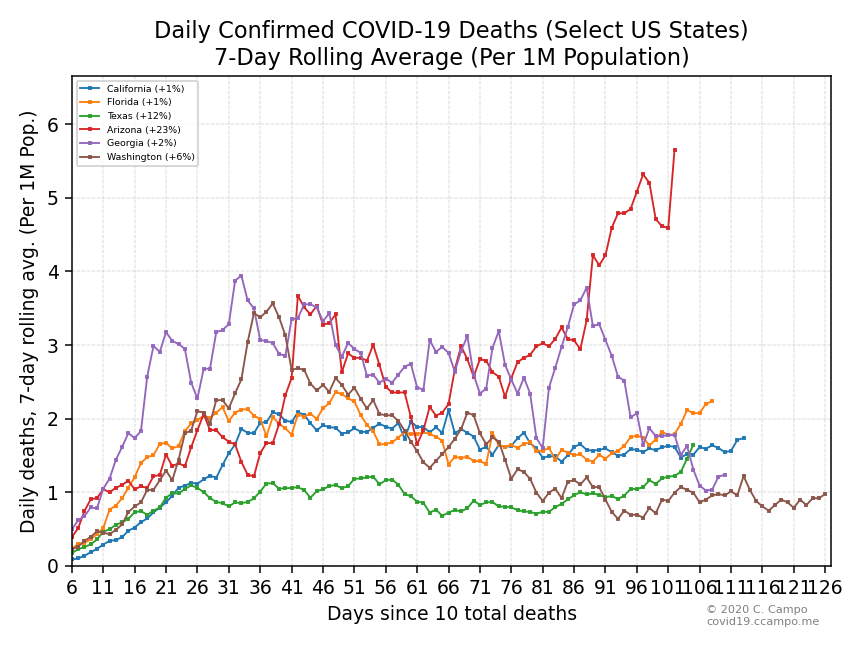 Daily Confirmed COVID-19 Deaths (Select US States)
7-Day Rolling Average (Per 1M Population)
Daily deaths, 7-day rolling avg. (Per 1M Pop.)
California (+1%)
Florida (+1%)
Texas (+12%)
Arizona (+23%)
Georgia (+2%)
Washington (+6%)
6
5
4
3
2
1
0
6 11 16 21 26 31 36 41 46 51 56 61 66 71 76 81 86 91 96 101 106 111 116 121 126
Days since 10 total deaths
© 2020 C. Campo
covid19.ccampo.me